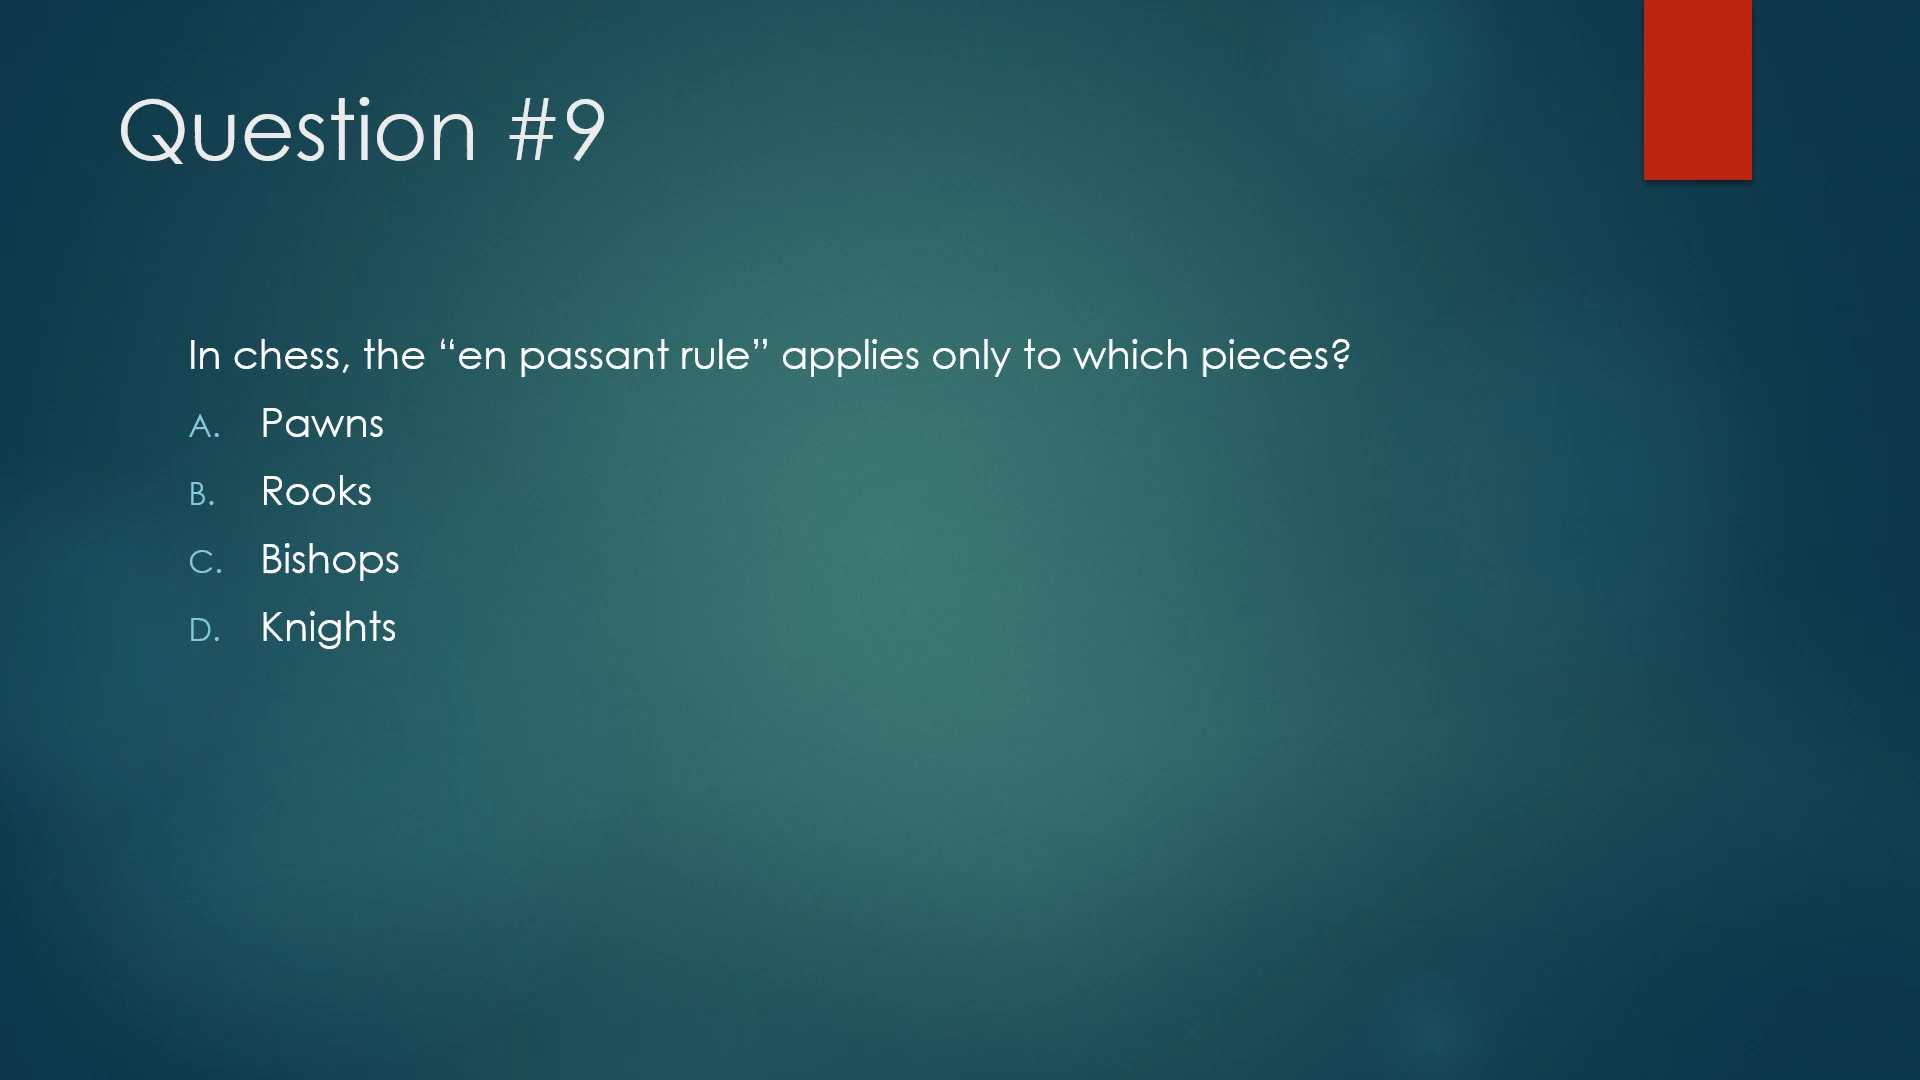 Question #9
In chess, the “en passant rule” applies only to which pieces?
A. Pawns
B. Rooks
C. Bishops
D. Knights